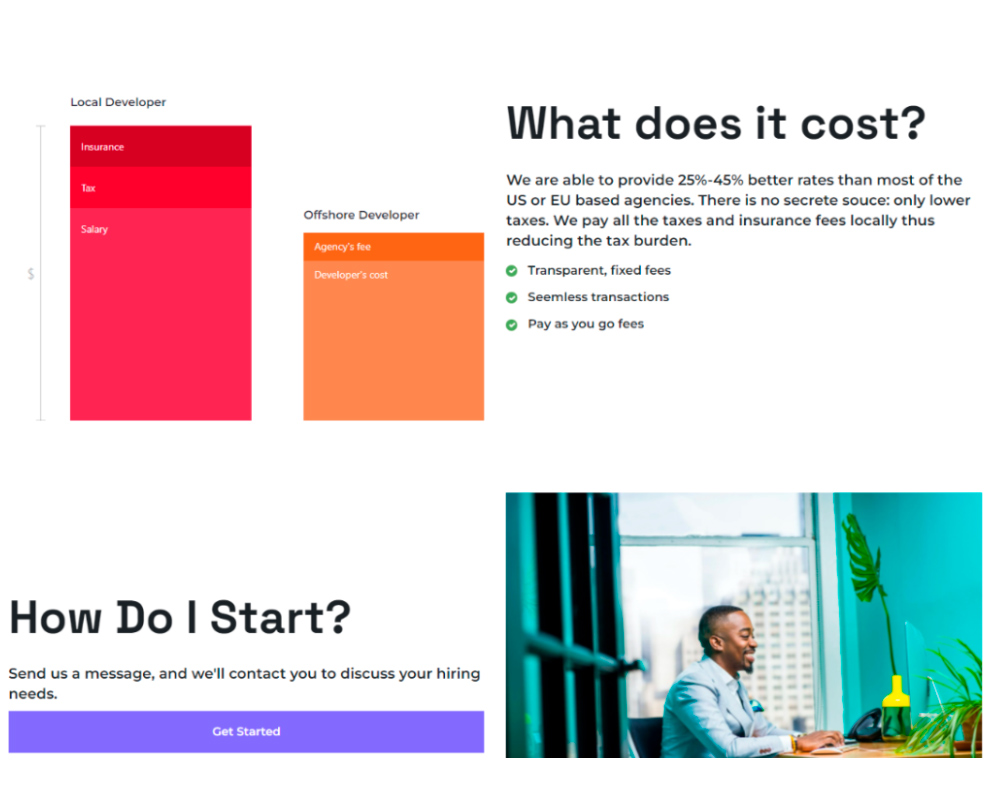 Local Developer
Insurance
Tax
Salary
$
Offshore Developer
Agency's fee
Developer's cost
What does it cost?
We are able to provide 25%-45% better rates than most of the
US or EU based agencies. There is no secrete souce: only lower
taxes. We pay all the taxes and insurance fees locally thus
reducing the tax burden.
Transparent, fixed fees
Seemless transactions
Pay as you go fees
How Do I Start?
Send us a message, and we'll contact you to discuss your hiring
needs.
Get Started